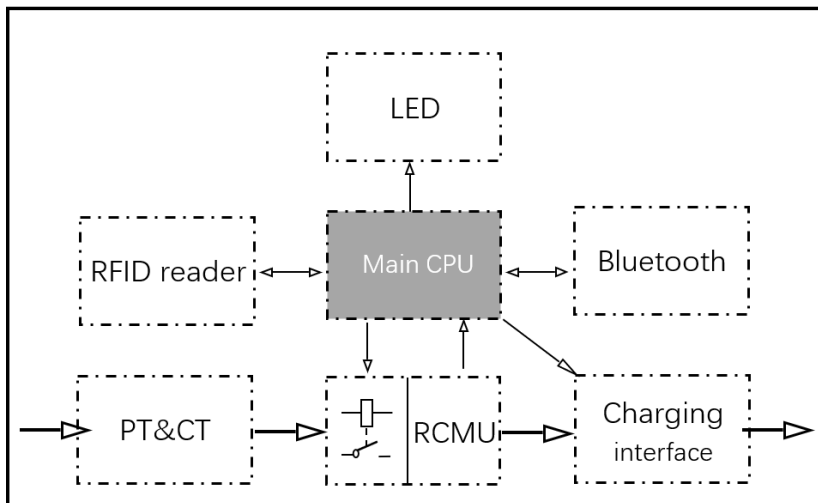 LED
RFID reader
Main CPU
Bluetooth
PT&CT
RCMU
Charging
interface